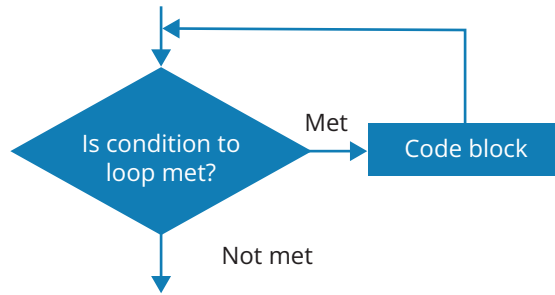 Is condition to
loop met?
Met
Code block
Not met